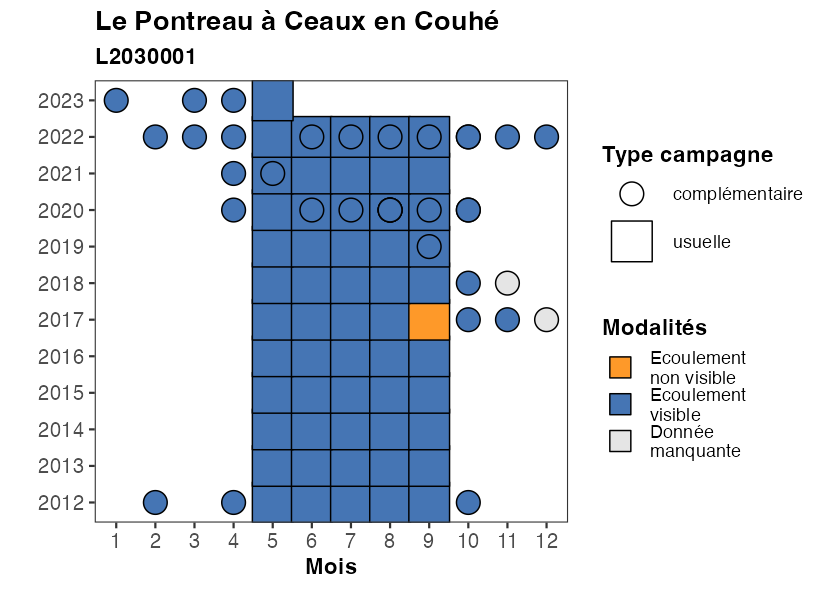 Le Pontreau à Ceaux en Couhé
L2030001
2023
2022
2021
2020
2019
2018
2017
2016
2015
2014
2013
2012
1 2 3 4 5 6 7 8 9 10 11 12
Mois
Type campagne
complémentaire
usuelle
Modalités
Ecoulement
non visible
Ecoulement
visible
Donnée
manquante